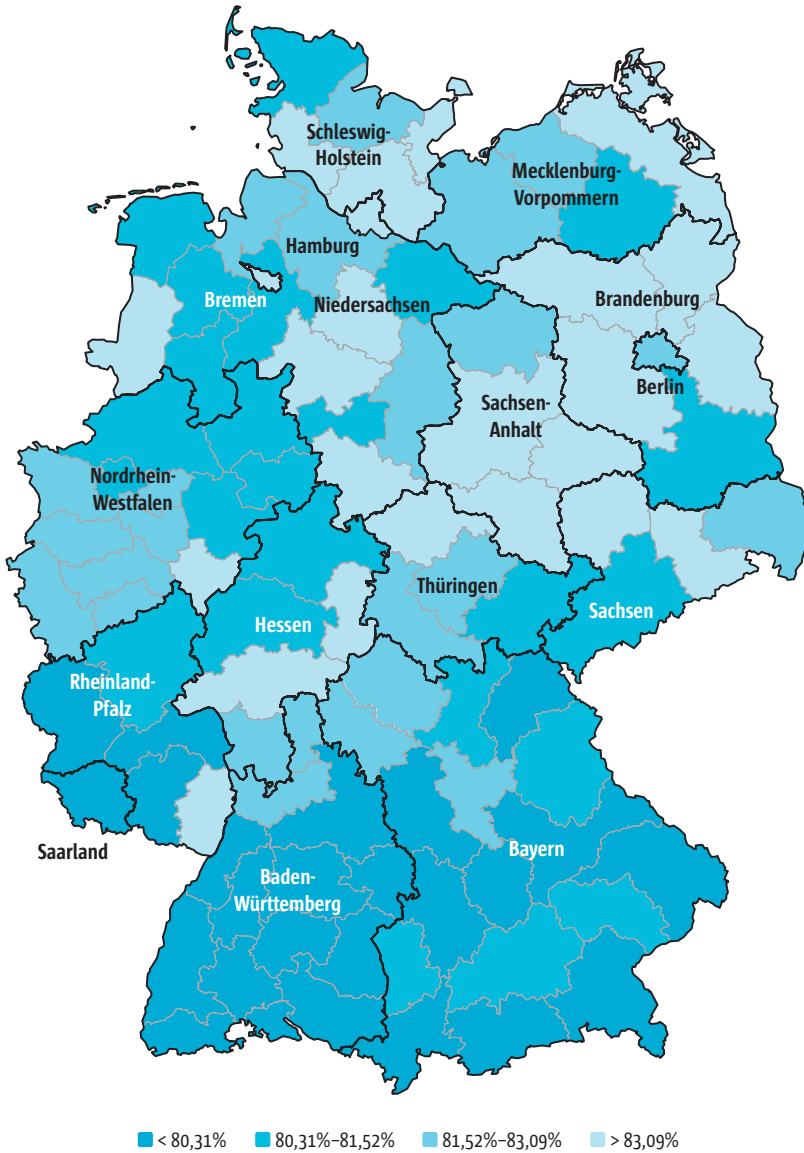 Schleswig-
Holstein
Mecklenburg-
Vorpommern
Hamburg
Bremen
Niedersachsen
Brandenburg
Berlin
Sachsen-
Anhalt
Nordrhein-
Westfalen
Thüringen
Sachsen
Hessen
Rheinland-
Pfalz
Saarland
Bayern
Baden-
Württemberg
< 80,31% 80,31%–81,52% 81,52%–83,09% > 83,09%